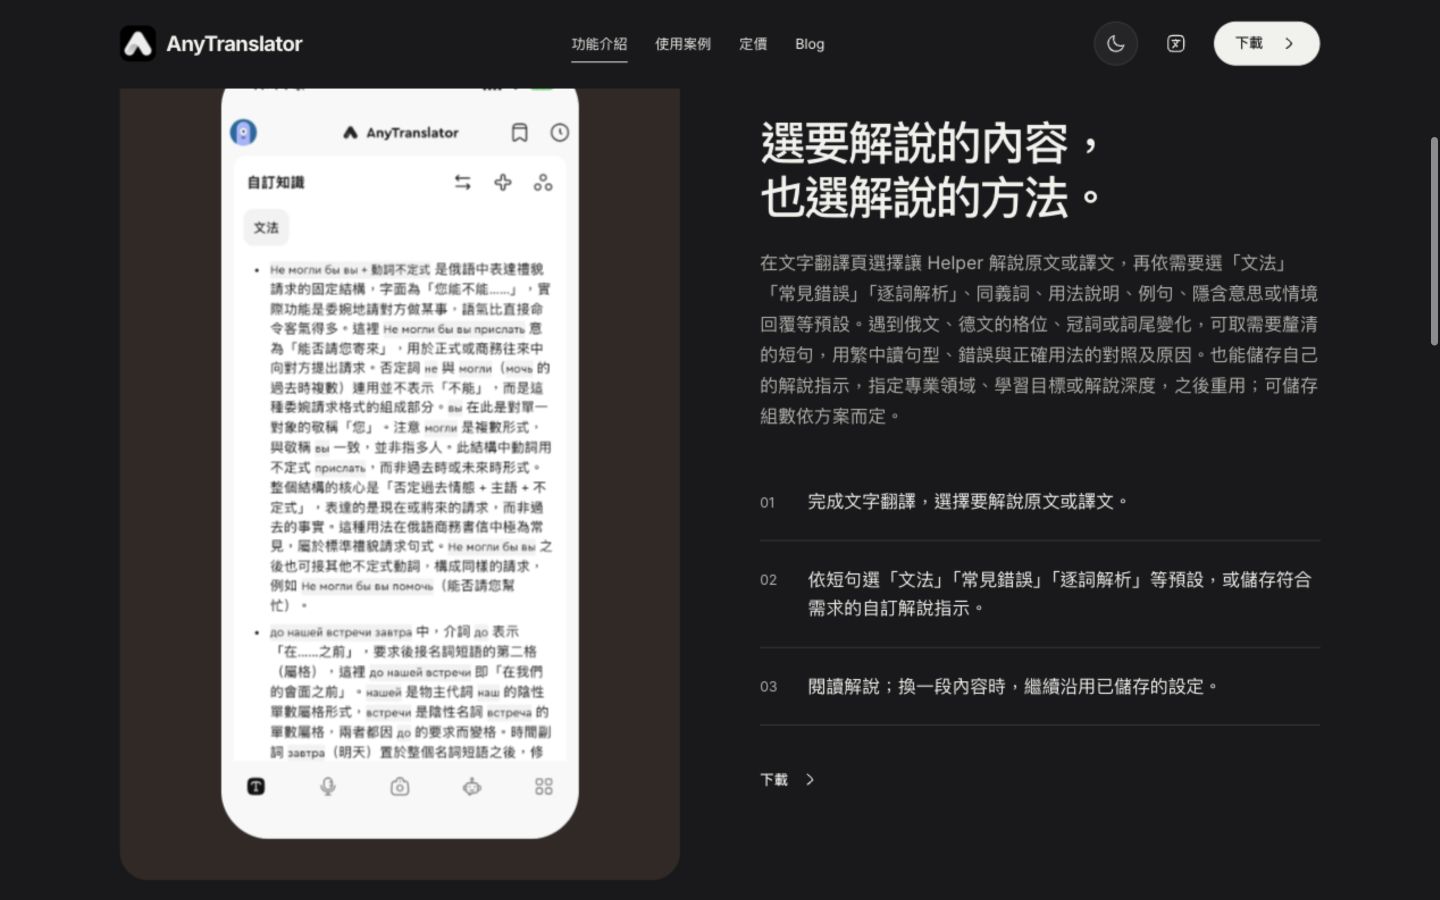 AnyTranslator
功能介紹
使用案例
定價
Blog
下載
AnyTranslator
自訂知識
文法
• Не могли бы вы + 動詞不定式 是俄語中表達禮貌
請求的固定結構，字面為「您能不能……」，實
際功能是委婉地請對方做某事，語氣比直接命
令客氣得多。這裡 Не могли бы вы прислать 意
為「能否請您寄來」，用於正式或商務往來中
向對方提出請求。否定詞 не 與 могли（мочь 的
過去時複數）連用並不表示「不能」，而是這
種委婉請求格式的組成部分。вы 在此是對單一
對象的敬稱「您」。注意 могли 是複數形式，
與敬稱 вы 一致，並非指多人。此結構中動詞用
不定式 прислать，而非過去時或未來時形式。
整個結構的核心是「否定過去情態 + 主語 + 不
定式」，表達的是現在或將來的請求，而非過
去的事實。這種用法在俄語商務書信中極為常
見，屬於標準禮貌請求句式。Не могли бы вы 之
後也可接其他不定式動詞，構成同樣的請求，
例如 Не могли бы вы помочь（能否請您幫
忙）。
• до нашей встречи завтра 中，介詞 до 表示
「在……之前」，要求後接名詞短語的第二格
（屬格），這裡 до нашей встречи 即「在我們
的會面之前」。нашей 是物主代詞 наш 的陰性
單數屬格形式，встречи 是陰性名詞 встреча 的
單數屬格，兩者都因 до 的要求而變格。時間副
詞 завтра（明天）置於整個名詞短語之後，修
選要解說的內容，
也選解說的方法。
在文字翻譯頁選擇讓 Helper 解說原文或譯文，再依需要選「文法」
「常見錯誤」「逐詞解析」、同義詞、用法說明、例句、隱含意思或情境
回覆等預設。遇到俄文、德文的格位、冠詞或詞尾變化，可取需要釐清
的短句，用繁中讀句型、錯誤與正確用法的對照及原因。也能儲存自己
的解說指示，指定專業領域、學習目標或解說深度，之後重用；可儲存
組數依方案而定。
01 完成文字翻譯，選擇要解說原文或譯文。
02 依短句選「文法」「常見錯誤」「逐詞解析」等預設，或儲存符合
需求的自訂解說指示。
03 閱讀解說；換一段內容時，繼續沿用已儲存的設定。
下載